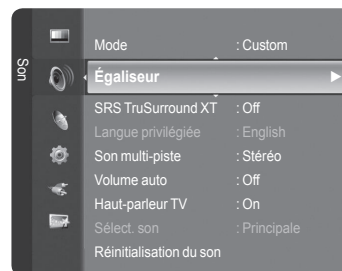 Son
Mode : Custom
Égaliseur
SRS TruSurround XT : Off
Langue privilégiée : English
Son multi-piste : Stéréo
Volume auto : Off
Haut-parleur TV : On
Sélect. son : Principale
Réinitialisation du son